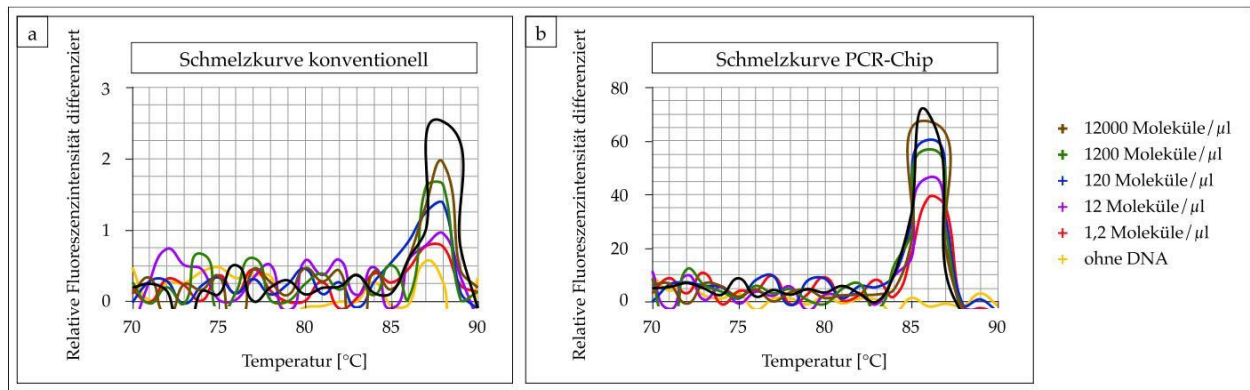 a
Schmelzkurve konventionell
Relative Fluoreszenzintensität differenziert
3
2
1
0
70
75
80
85
90
Temperatur [°C]
b
Schmelzkurve PCR-Chip
Relative Fluoreszenzintensität differenziert
80
60
40
20
0
70
75
80
85
90
Temperatur [°C]
12000 Moleküle/µl
1200 Moleküle/µl
120 Moleküle/µl
12 Moleküle/µl
1,2 Moleküle/µl
ohne DNA